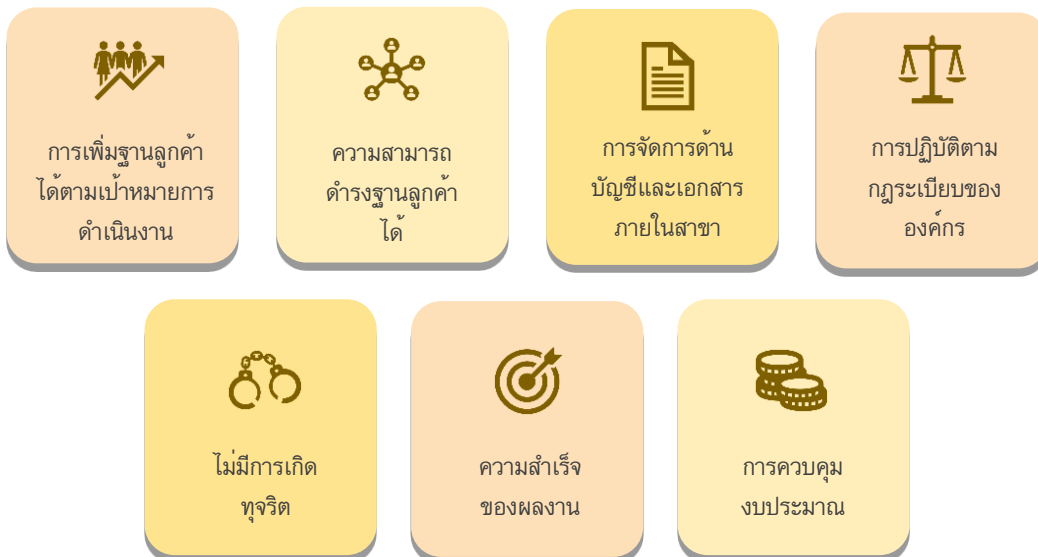 การเพิ่มฐานลูกค้า
ได้ตามเป้าหมายการ
ดำเนินงาน
ความสามารถ
ดำรงฐานลูกค้า
ได้
การจัดการด้าน
บัญชีและเอกสาร
ภายในสาขา
การปฏิบัติตาม
กฎระเบียบของ
องค์กร
ไม่มีการเกิด
ทุจริต
ความสำเร็จ
ของผลงาน
การควบคุม
งบประมาณ